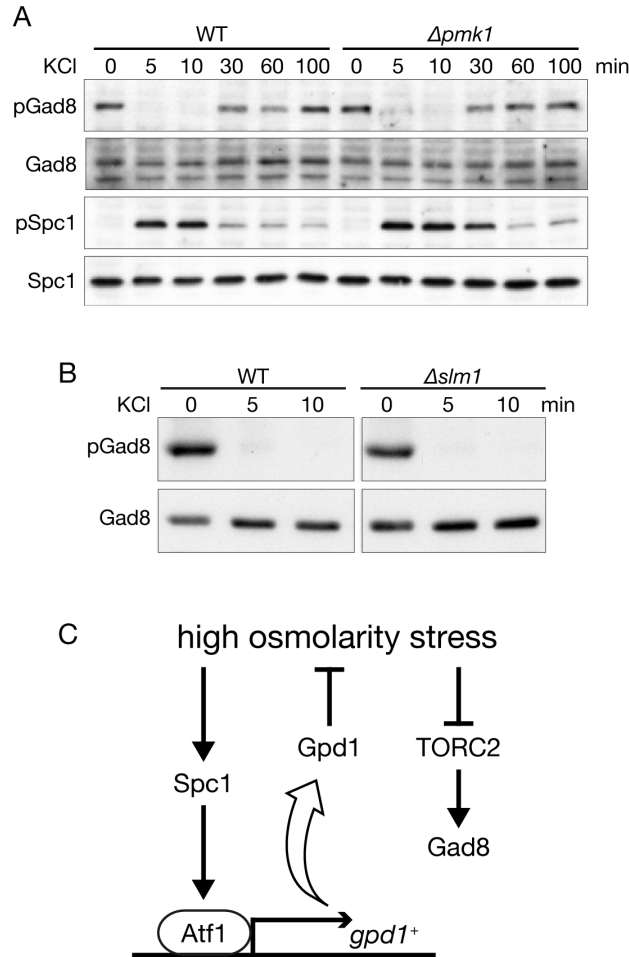 A
WT Δpmk1
KCl 0 5 10 30 60 100 0 5 10 30 60 100 min
pGad8
Gad8
pSpc1
Spc1
B
WT Δslm1
KCl 0 5 10 0 5 10 min
pGad8
Gad8
C
high osmolarity stress
Gpd1 TORC2
Spc1
Gad8
Atf1 gpd1⁺